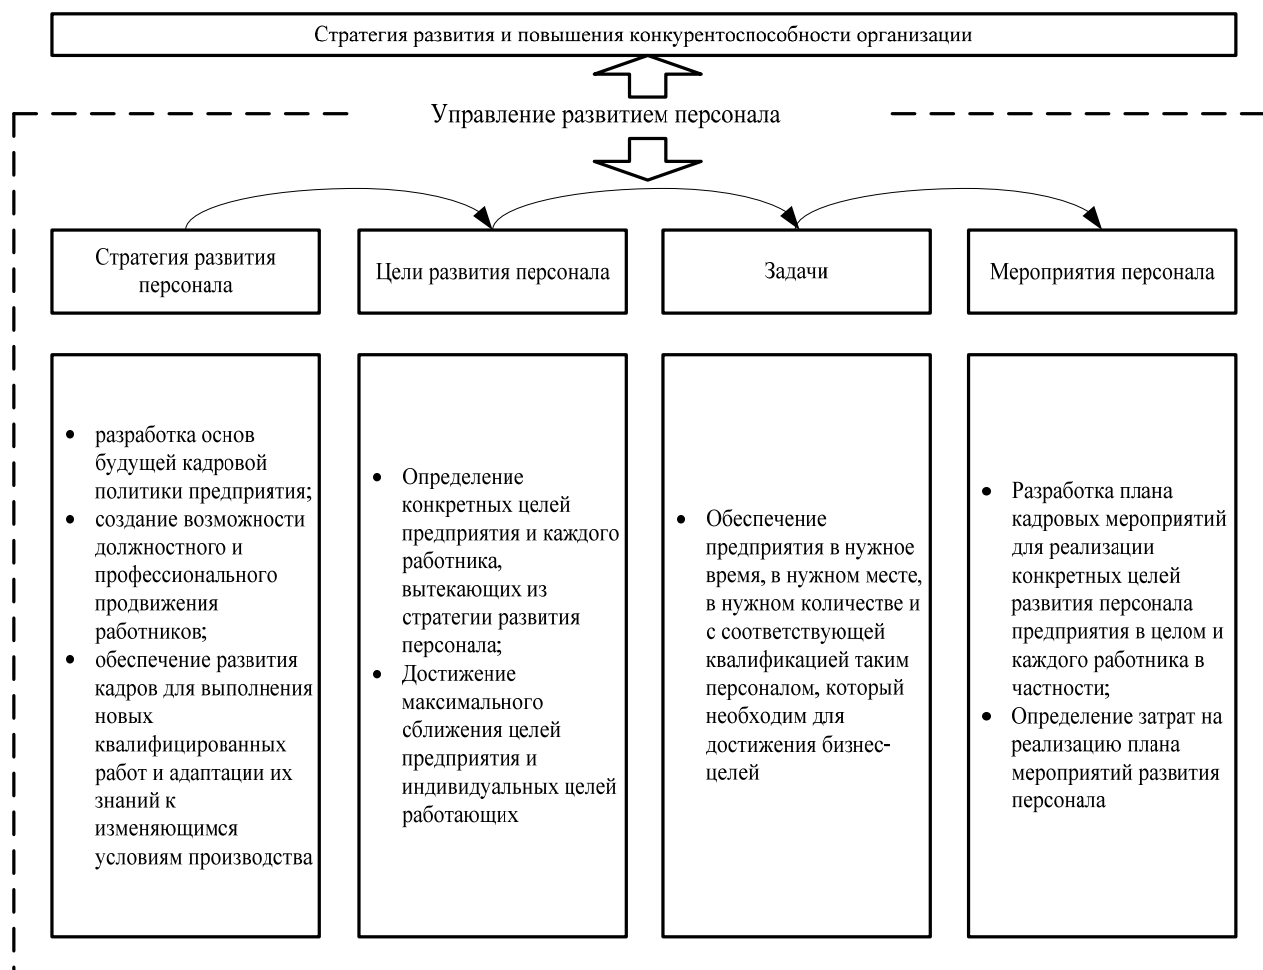 Стратегия развития и повышения конкурентоспособности организации
Управление развитием персонала
Стратегия развития
персонала
Цели развития персонала
Задачи
Мероприятия персонала
• разработка основ
будущей кадровой
политики предприятия;
• создание возможности
должностного и
профессионального
продвижения
работников;
• обеспечение развития
кадров для выполнения
новых
квалифицированных
работ и адаптации их
знаний к
изменяющимся
условиям производства
• Определение
конкретных целей
предприятия и каждого
работника,
вытекающих из
стратегии развития
персонала;
• Достижение
максимального
сближения целей
предприятия и
индивидуальных целей
работающих
• Обеспечение
предприятия в нужное
время, в нужном месте,
в нужном количестве и
с соответствующей
квалификацией таким
персоналом, который
необходим для
достижения бизнес-
целей
• Разработка плана
кадровых мероприятий
для реализации
конкретных целей
развития персонала
предприятия в целом и
каждого работника в
частности;
• Определение затрат на
реализацию плана
мероприятий развития
персонала